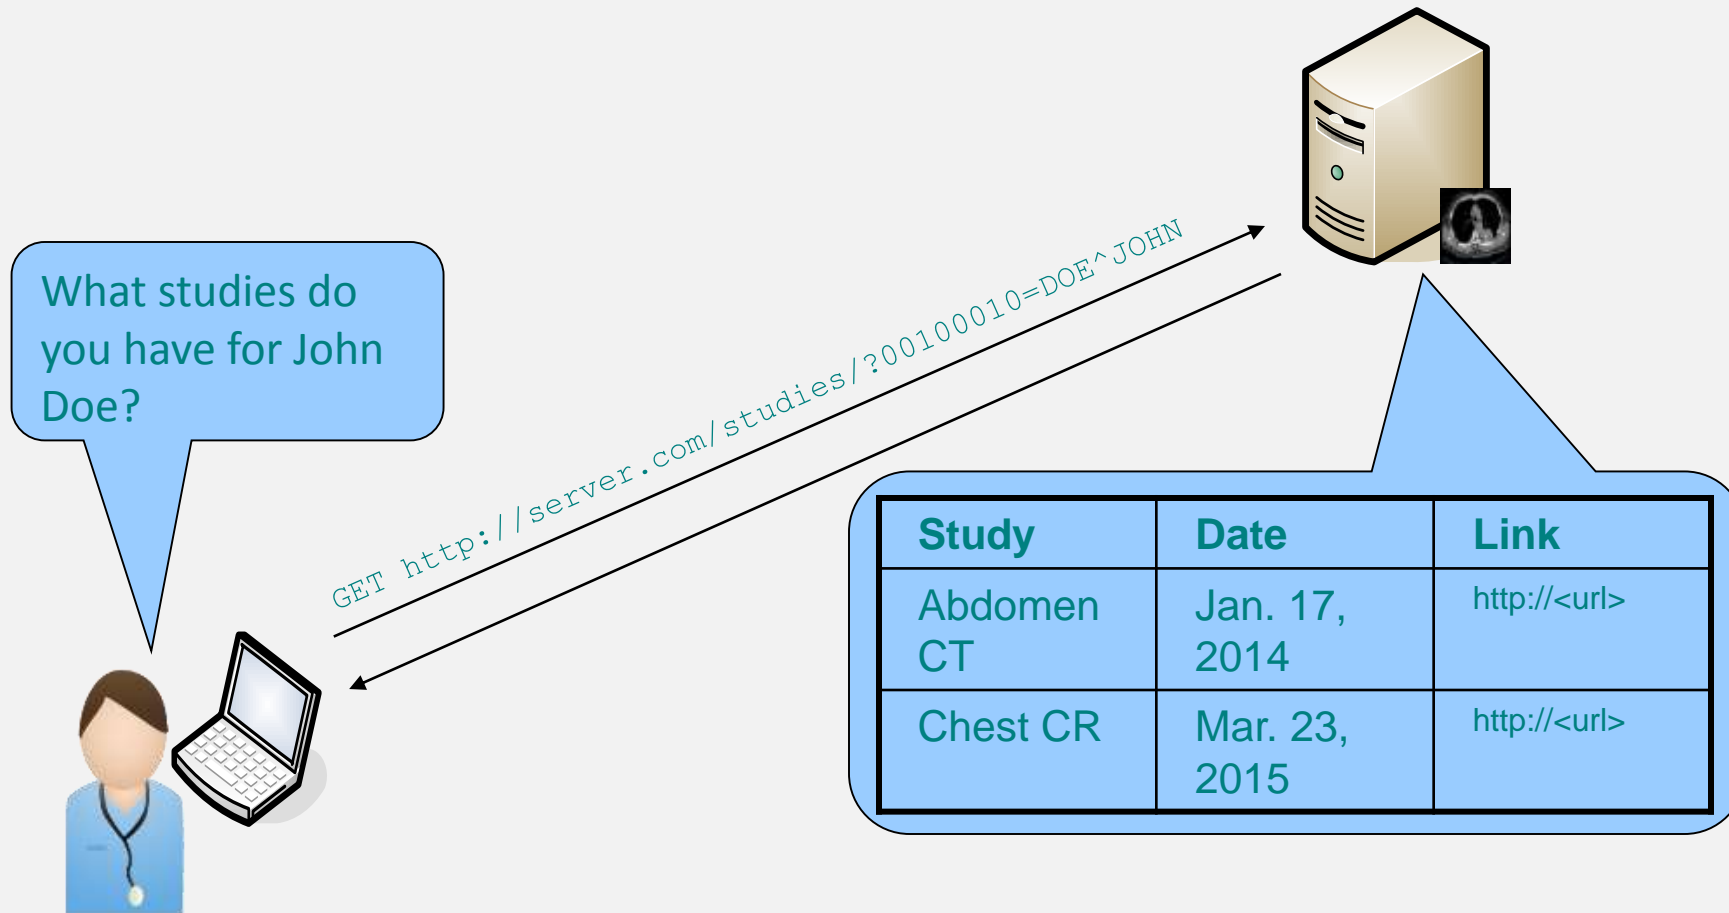 What studies do
you have for John
Doe?
GET http://server.com/studies/?00100010=DOE^JOHN
Study Date Link
Abdomen Jan. 17, http://<url>
CT 2014
Chest CR Mar. 23, http://<url>
2015